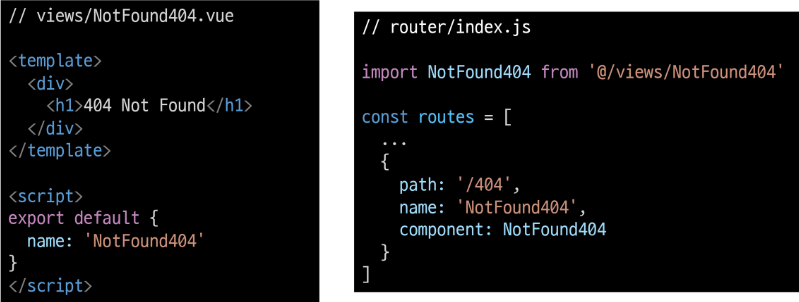 // views/NotFound404.vue
<template>
  <div>
    <h1>404 Not Found</h1>
  </div>
</template>
<script>
export default {
  name: 'NotFound404'
}
</script>
// router/index.js
import NotFound404 from '@/views/NotFound404'
const routes = [
  ...
  {
    path: '/404',
    name: 'NotFound404',
    component: NotFound404
  }
]